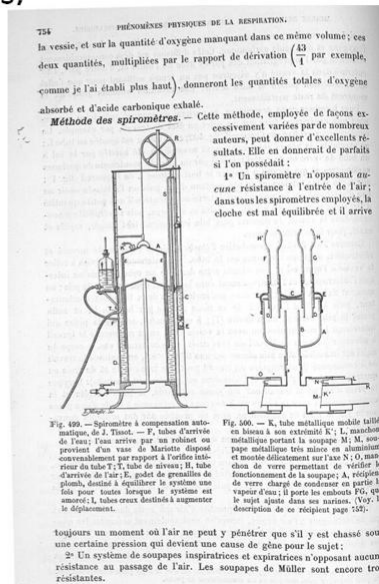 754 PHÉNOMÈNES PHYSIQUES DE LA RESPIRATION.
la vessie, et sur la quantité d'oxygène manquant dans ce même volume; ces
deux quantités, multipliées par le rapport de dérivation (43/1 par exemple,
comme je l'ai établi plus haut), donneront les quantités totales d'oxygène
absorbé et d'acide carbonique exhalé.
Méthode des spiromètres. — Cette méthode, employée de façons ex-
cessivement variées par de nombreux
auteurs, peut donner d'excellents ré-
sultats. Elle en donnerait de parfaits
si l'on possédait :
1° Un spiromètre n'opposant au-
cune résistance à l'entrée de l'air;
dans tous les spiromètres employés, la
cloche est mal équilibrée et il arrive
Fig. 499. — Spiromètre à compensation auto-
matique, de J. Tissot. — F, tubes d'arrivée
de l'eau; l'eau arrive par un robinet ou
provient d'un vase de Mariotte disposé
convenablement par rapport à l'orifice inté-
rieur du tube T; T, tube de niveau; H, tube
d'arrivée de l'air; E, godet de grenailles de
plomb, destiné à équilibrer le système une
fois pour toutes lorsque le système est
amorcé; I, tubes creux destinés à augmenter
le déplacement.
Fig. 500. — K, tube métallique mobile taillé
en biseau à son extrémité K'; L, manchon
métallique portant la soupape M; M, sou-
pape métallique très mince en aluminium
et montée délicatement sur l'axe N; O, man-
chon de verre permettant de vérifier le
fonctionnement de la soupape; A, récipient
de verre chargé de condenser en partie la
vapeur d'eau; il porte les embouts FG, que
le sujet ajuste dans ses narines. (Voy. la
description de ce récipient page 752).
toujours un moment où l'air ne peut y pénétrer que s'il y est chassé sous
une certaine pression qui devient une cause de gêne pour le sujet;
2° Un système de soupapes inspiratrices et expiratrices n'opposant aucune
résistance au passage de l'air. Les soupapes de Müller sont encore trop
résistantes.